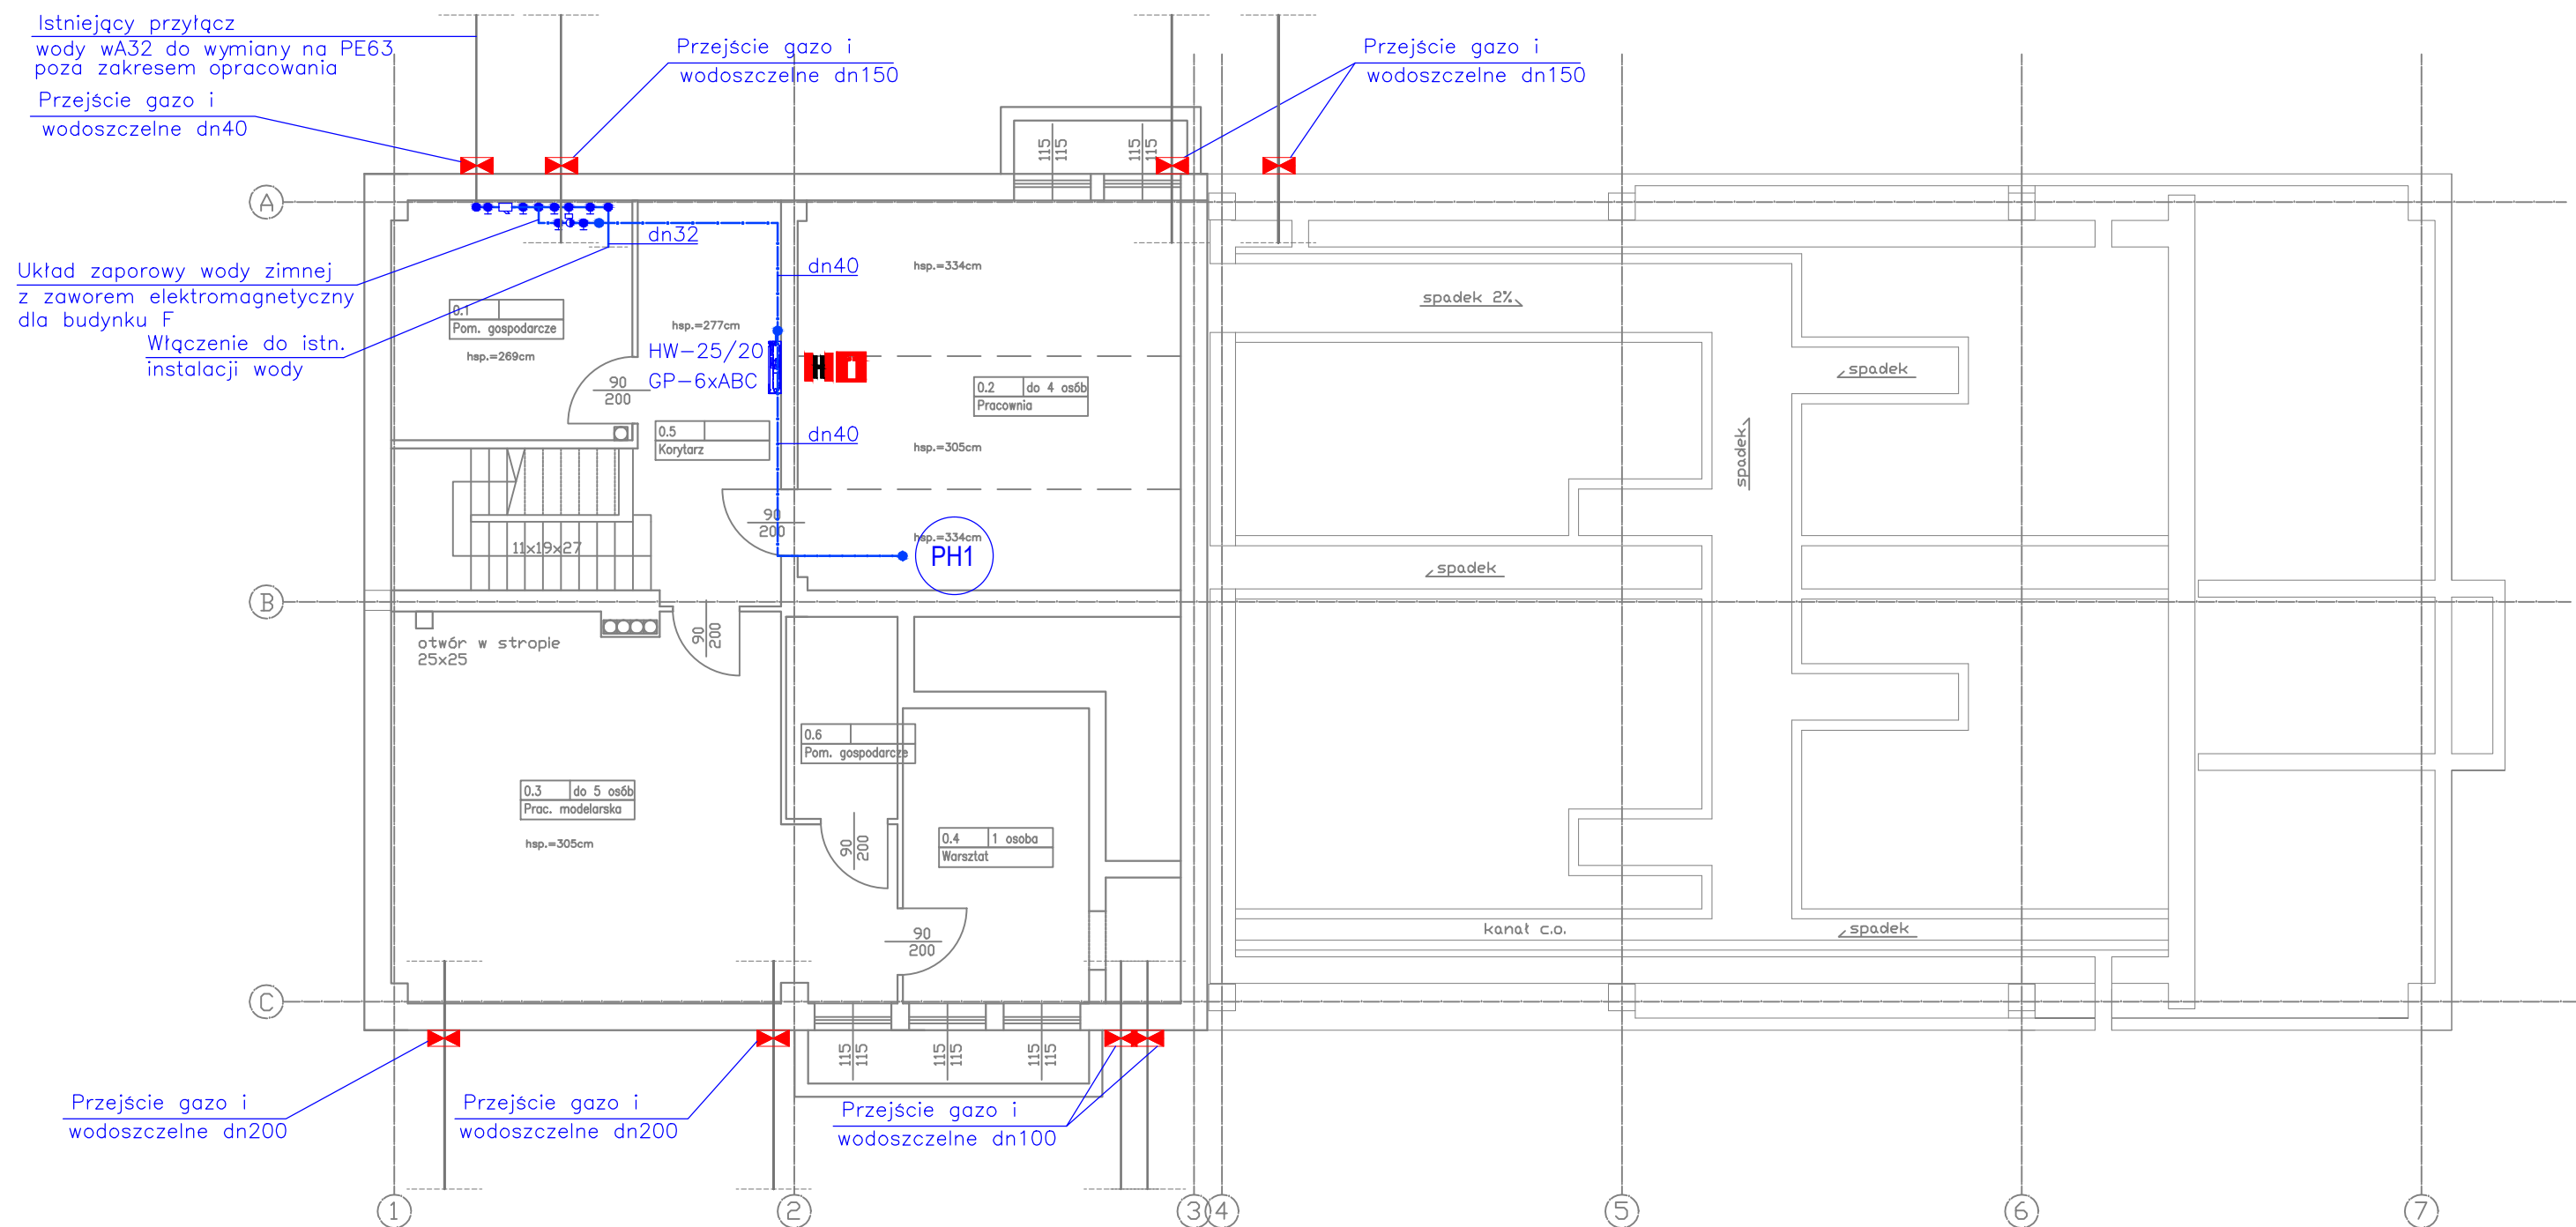 Istniejący przyłącz
wody wA32 do wymiany na PE63
poza zakresem opracowania
Przejście gazo i
wodoszczelne dn40
Przejście gazo i
wodoszczelne dn150
Przejście gazo i
wodoszczelne dn150
115
115
115
115
A
dn32
dn40
hsp.=334cm
Układ zaporowy wody zimnej
z zaworem elektromagnetyczny
dla budynku F
Włączenie do istn.
instalacji wody
0.1
Pom. gospodarcze
hsp.=269cm
hsp.=277cm
HW-25/20
GP-6xABC
H
90
200
0.2 do 4 osób
Pracownia
spadek 2%
spadek
spadek
0.5
Korytarz
dn40
hsp.=305cm
90
200
11x19x27
hsp.=334cm
PH1
spadek
B
otwór w stropie
25x25
90
200
0.6
Pom. gospodarcze
0.3 do 5 osób
Prac. modelarska
hsp.=305cm
90
200
0.4 1 osoba
Warsztat
90
200
kanał c.o.
spadek
C
115
115
115
115
115
115
Przejście gazo i
wodoszczelne dn200
Przejście gazo i
wodoszczelne dn200
Przejście gazo i
wodoszczelne dn100
1
2
3
4
5
6
7